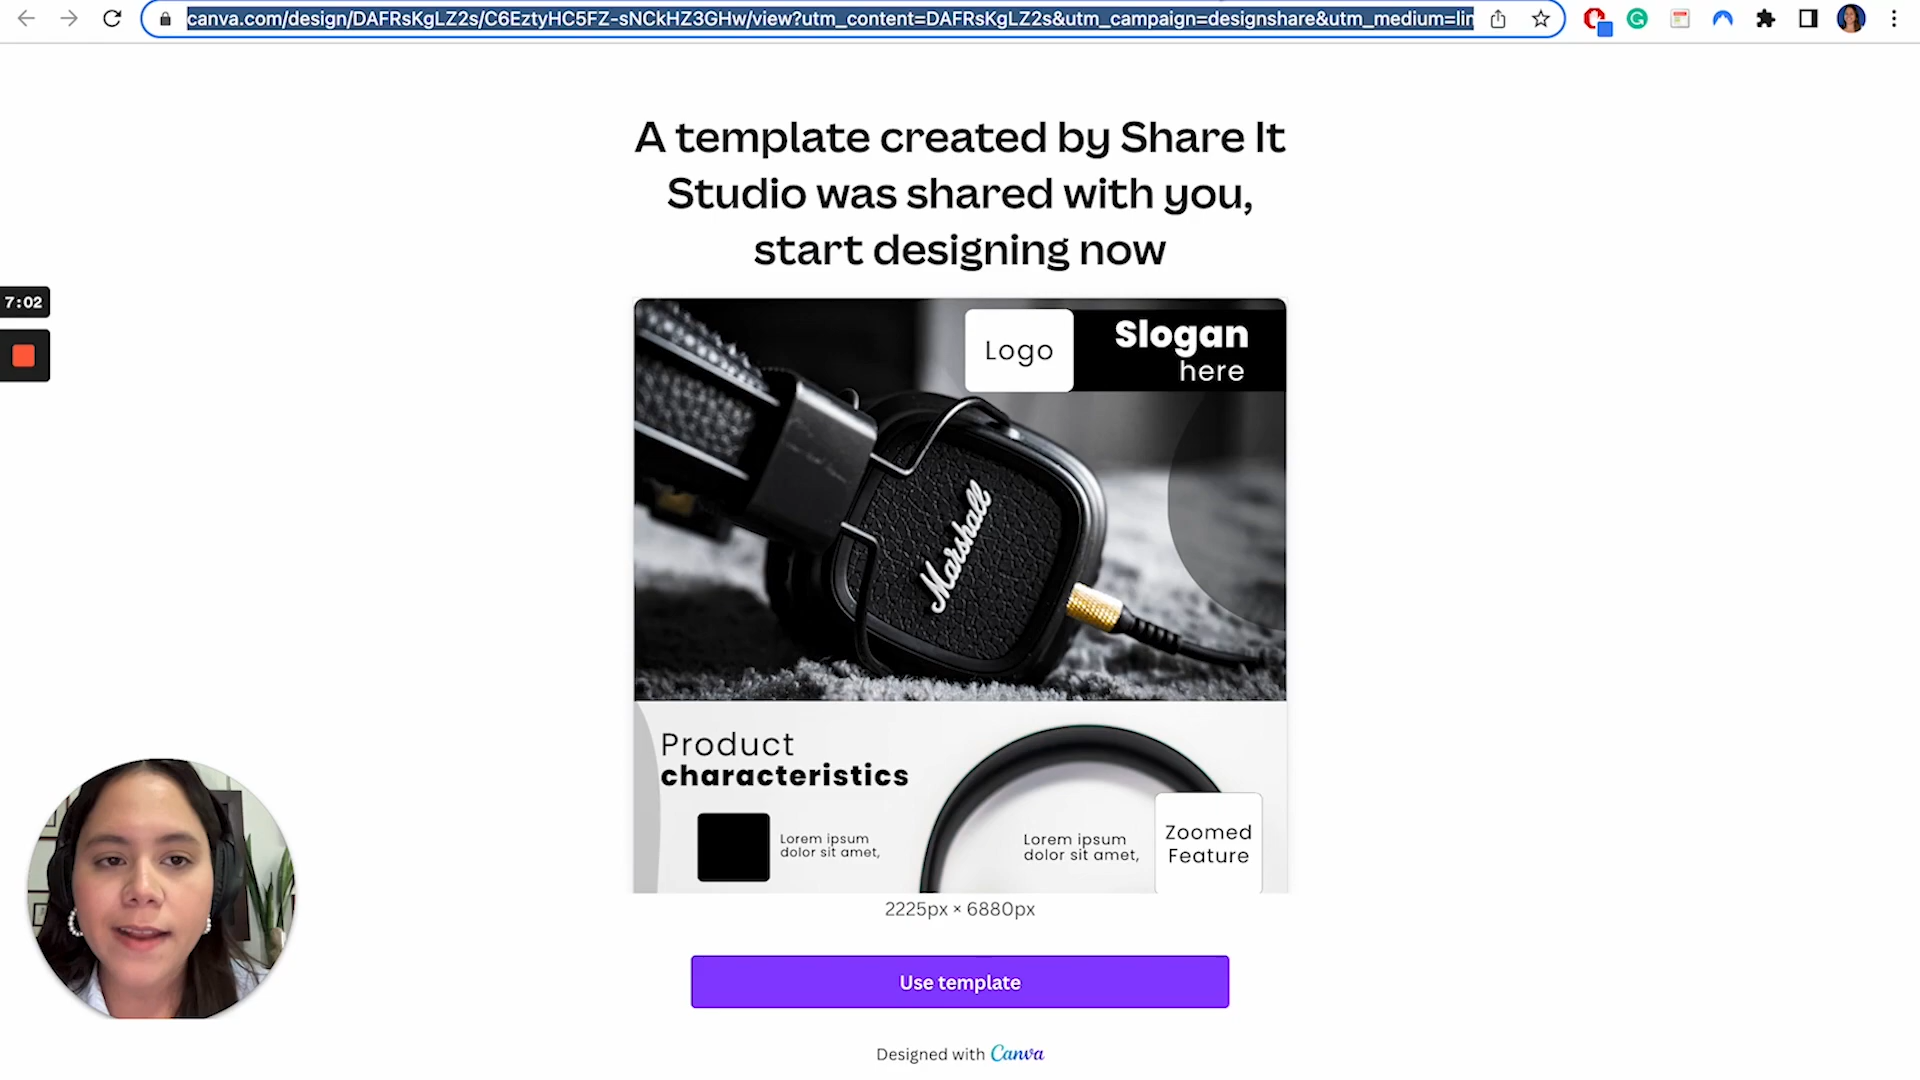 canva.com/design/DAFRsKgLZ2s/C6EztyHC5FZ-sNCkHZ3GHw/view?utm_content=DAFRsKgLZ2s&utm_campaign=designshare&utm_medium=lin
A template created by Share It
Studio was shared with you,
start designing now
7:02
Logo
Slogan
here
Marshall
Product
characteristics
Lorem ipsum
dolor sit amet,
Lorem ipsum
dolor sit amet,
Zoomed
Feature
2225px × 6880px
Use template
Designed with Canva